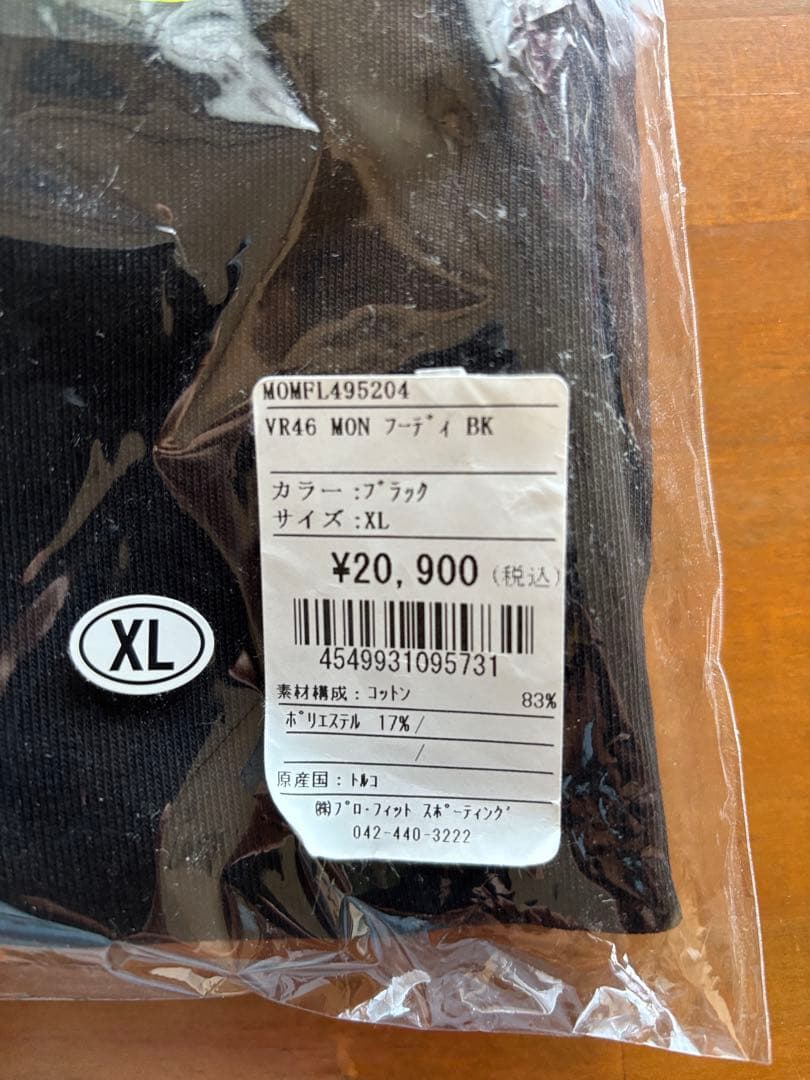 MOMFL495204
VR46 MON フーディ BK
カラー:ブラック
サイズ:XL
¥20,900(税込)
4549931095731
素材構成:コットン 83%
ポリエステル 17%/
/
原産国:トルコ
㈱プロ・フィット スポーティング
042-440-3222
XL